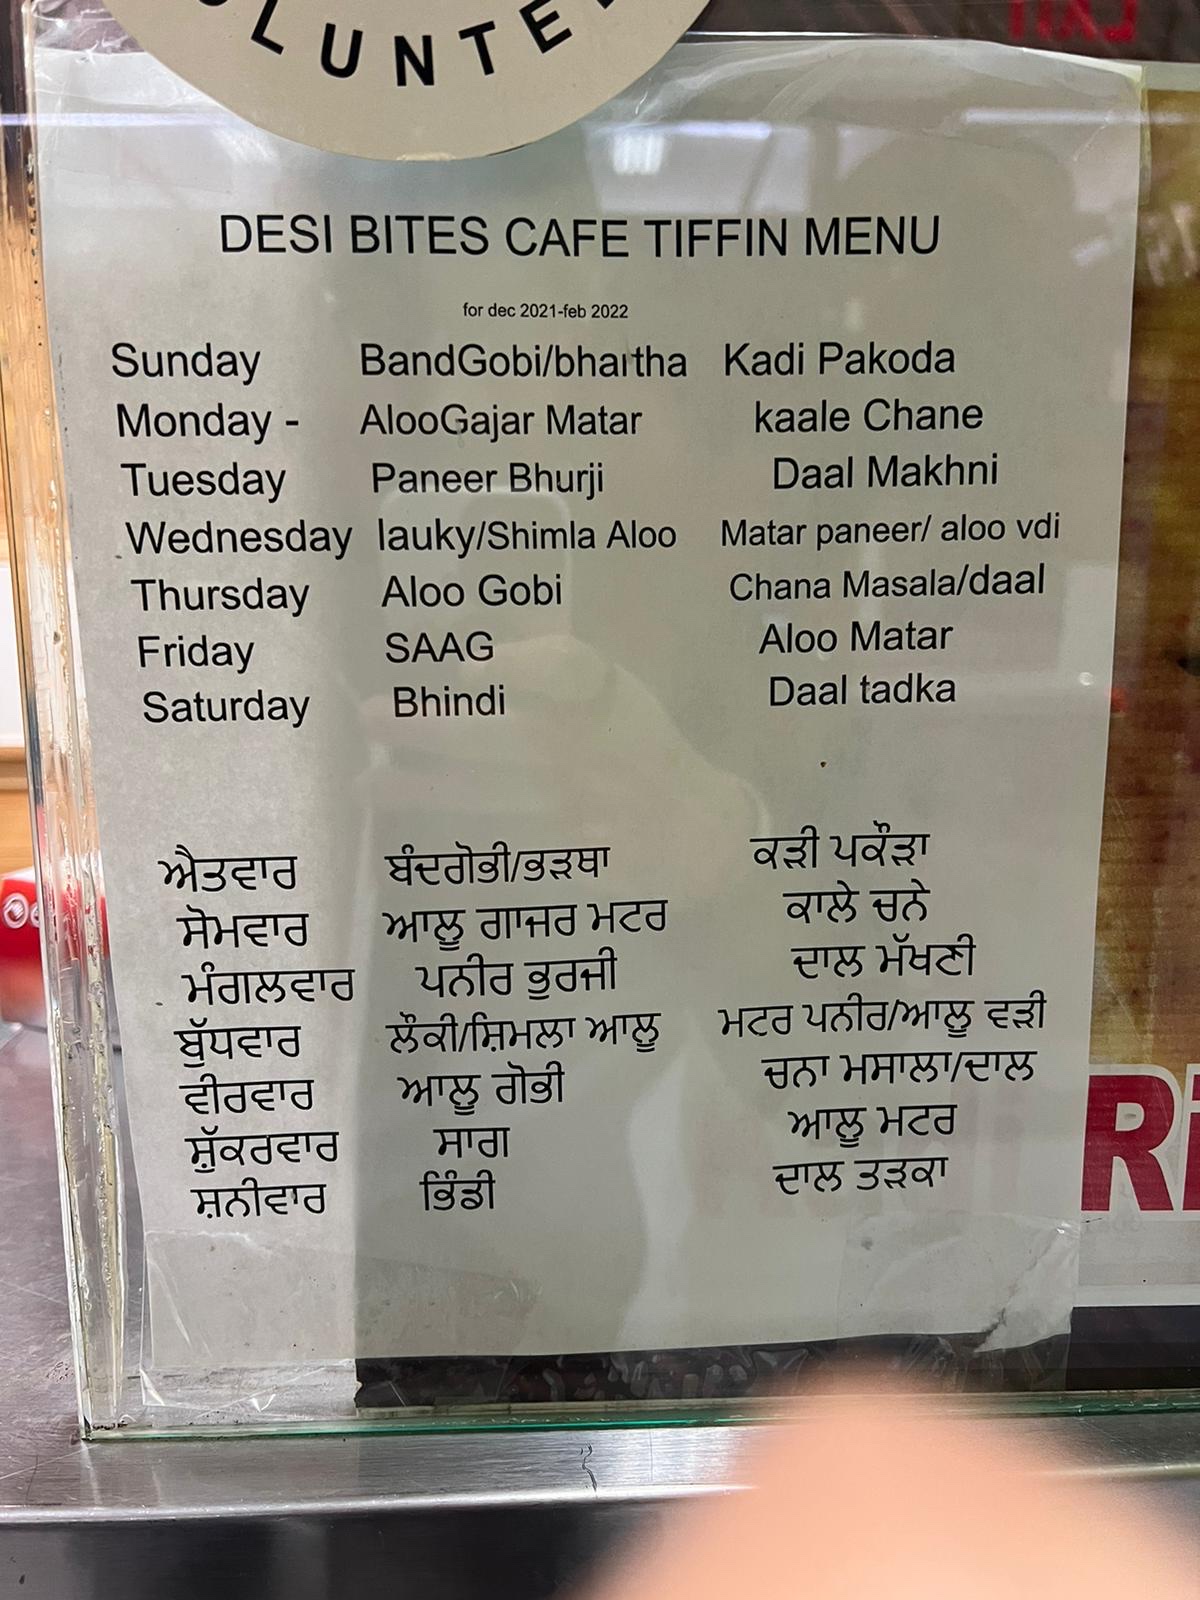 LUNTE
DESI BITES CAFE TIFFIN MENU
for dec 2021-feb 2022
Sunday BandGobi/bhartha Kadi Pakoda
Monday - AlooGajar Matar kaale Chane
Tuesday Paneer Bhurji Daal Makhni
Wednesday lauky/Shimla Aloo Matar paneer/ aloo vdi
Thursday Aloo Gobi Chana Masala/daal
Friday SAAG Aloo Matar
Saturday Bhindi Daal tadka
ਐਤਵਾਰ ਬੰਦਗੋਭੀ/ਭੜਥਾ ਕੜੀ ਪਕੌੜਾ
ਸੋਮਵਾਰ ਆਲੂ ਗਾਜਰ ਮਟਰ ਕਾਲੇ ਚਨੇ
ਮੰਗਲਵਾਰ ਪਨੀਰ ਭੁਰਜੀ ਦਾਲ ਮੱਖਣੀ
ਬੁੱਧਵਾਰ ਲੌਕੀ/ਸ਼ਿਮਲਾ ਆਲੂ ਮਟਰ ਪਨੀਰ/ਆਲੂ ਵੜੀ
ਵੀਰਵਾਰ ਆਲੂ ਗੋਭੀ ਚਨਾ ਮਸਾਲਾ/ਦਾਲ
ਸ਼ੁੱਕਰਵਾਰ ਸਾਗ ਆਲੂ ਮਟਰ
ਸ਼ਨੀਵਾਰ ਭਿੰਡੀ ਦਾਲ ਤੜਕਾ
Ri